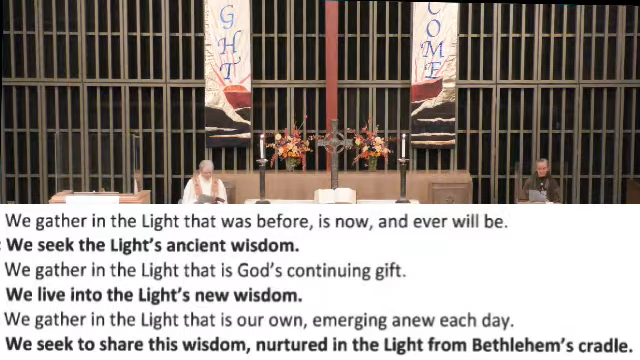 GHT
COME
We gather in the Light that was before, is now, and ever will be.
We seek the Light's ancient wisdom.
We gather in the Light that is God's continuing gift.
We live into the Light's new wisdom.
We gather in the Light that is our own, emerging anew each day.
We seek to share this wisdom, nurtured in the Light from Bethlehem's cradle.